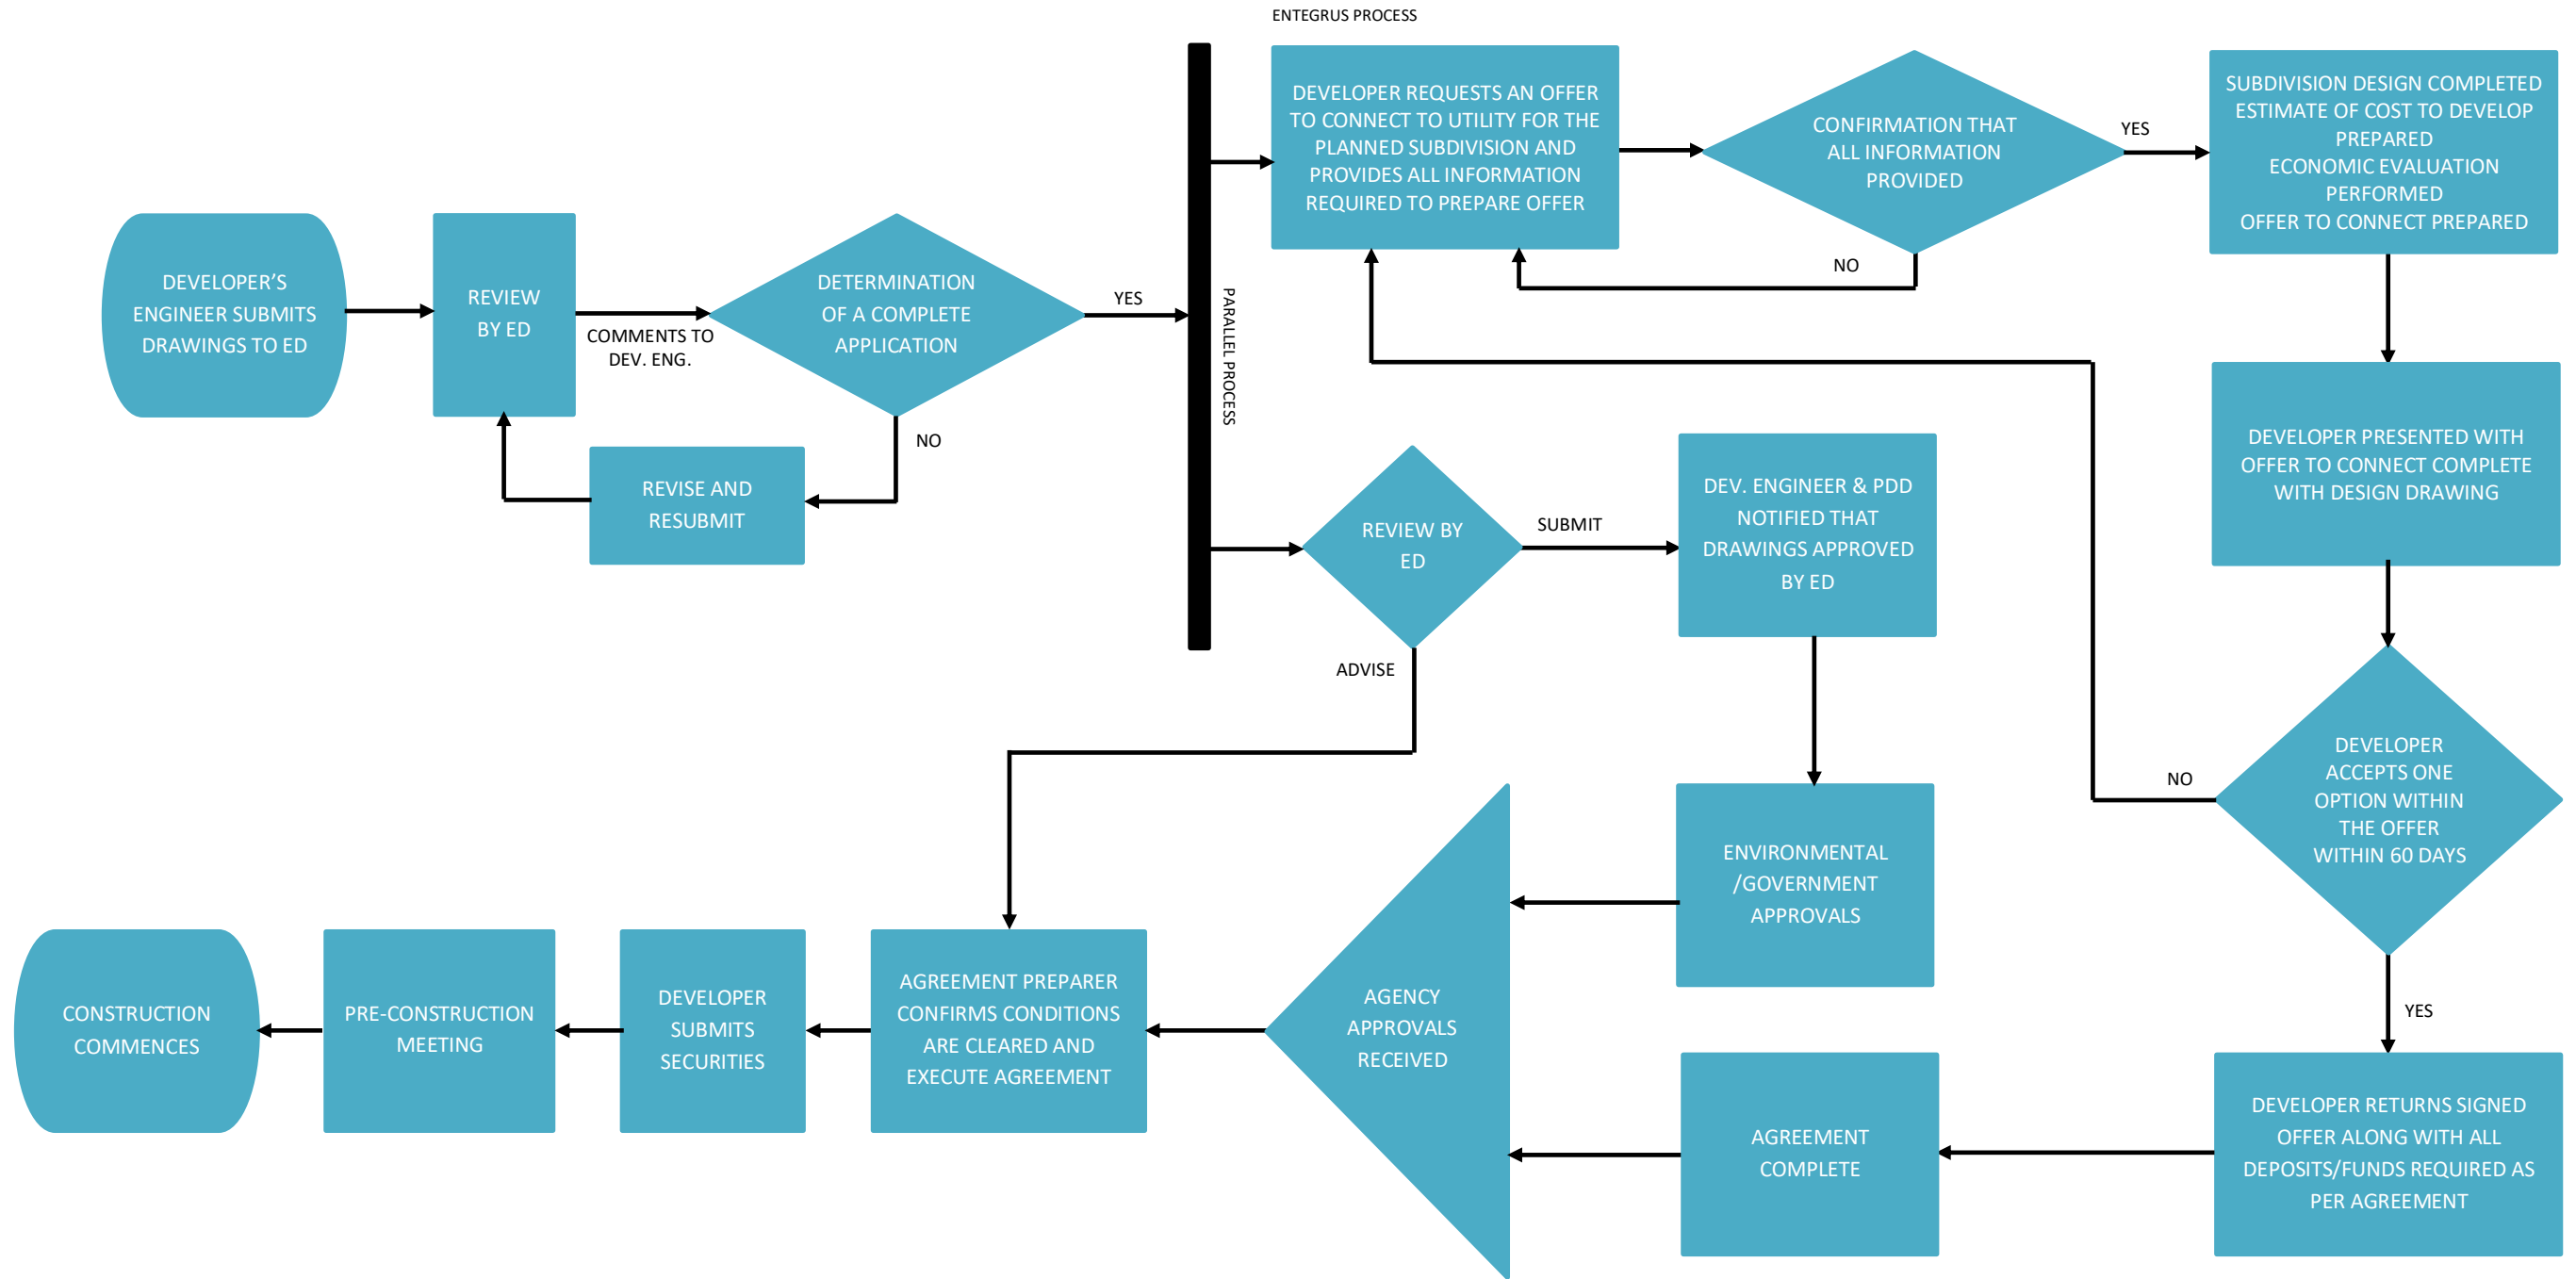 ENTEGRUS PROCESS
DEVELOPER'S
ENGINEER SUBMITS
DRAWINGS TO ED
REVIEW
BY ED
COMMENTS TO
DEV. ENG.
DETERMINATION
OF A COMPLETE
APPLICATION
YES
NO
REVISE AND
RESUBMIT
PARALLEL PROCESS
DEVELOPER REQUESTS AN OFFER
TO CONNECT TO UTILITY FOR THE
PLANNED SUBDIVISION AND
PROVIDES ALL INFORMATION
REQUIRED TO PREPARE OFFER
CONFIRMATION THAT
ALL INFORMATION
PROVIDED
YES
NO
SUBDIVISION DESIGN COMPLETED
ESTIMATE OF COST TO DEVELOP
PREPARED
ECONOMIC EVALUATION
PERFORMED
OFFER TO CONNECT PREPARED
DEVELOPER PRESENTED WITH
OFFER TO CONNECT COMPLETE
WITH DESIGN DRAWING
DEVELOPER
ACCEPTS ONE
OPTION WITHIN
THE OFFER
WITHIN 60 DAYS
NO
YES
DEVELOPER RETURNS SIGNED
OFFER ALONG WITH ALL
DEPOSITS/FUNDS REQUIRED AS
PER AGREEMENT
AGREEMENT
COMPLETE
REVIEW BY
ED
SUBMIT
ADVISE
DEV. ENGINEER & PDD
NOTIFIED THAT
DRAWINGS APPROVED
BY ED
ENVIRONMENTAL
/GOVERNMENT
APPROVALS
AGENCY
APPROVALS
RECEIVED
AGREEMENT PREPARER
CONFIRMS CONDITIONS
ARE CLEARED AND
EXECUTE AGREEMENT
DEVELOPER
SUBMITS
SECURITIES
PRE-CONSTRUCTION
MEETING
CONSTRUCTION
COMMENCES